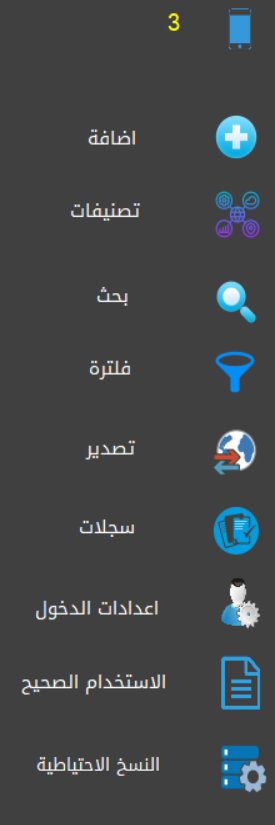 3
اضافة
تصنيفات
بحث
فلترة
تصدير
سجلات
اعدادات الدخول
الاستخدام الصحيح
النسخ الاحتياطية